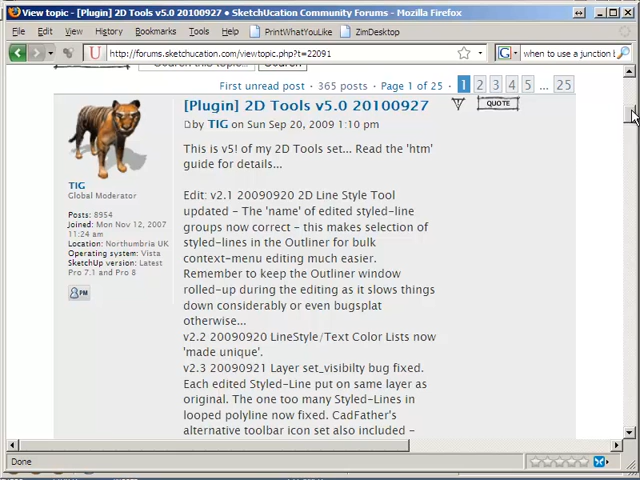 View topic - [Plugin] 2D Tools v5.0 20100927 • SketchUcation Community Forums - Mozilla Firefox
File Edit View History Bookmarks Tools Help PrintWhatYouLike ZimDesktop
http://forums.sketchucation.com/viewtopic.php?t=22091
when to use a junction b
Search this topic... Search
First unread post • 365 posts • Page 1 of 25 • 1 2 3 4 5 ... 25
[Plugin] 2D Tools v5.0 20100927
QUOTE
by TIG on Sun Sep 20, 2009 1:10 pm
This is v5! of my 2D Tools set... Read the 'htm'
guide for details...
Edit: v2.1 20090920 2D Line Style Tool
updated - The 'name' of edited styled-line
groups now correct - this makes selection of
styled-lines in the Outliner for bulk
context-menu editing much easier.
Remember to keep the Outliner window
rolled-up during the editing as it slows things
down considerably or even bugsplat
otherwise...
v2.2 20090920 LineStyle/Text Color Lists now
'made unique'.
v2.3 20090921 Layer set_visibilty bug fixed.
Each edited Styled-Line put on same layer as
original. The one too many Styled-Lines in
looped polyline now fixed. CadFather's
alternative toolbar icon set also included -
TIG
Global Moderator
Posts: 8954
Joined: Mon Nov 12, 2007
11:24 am
Location: Northumbria UK
Operating system: Vista
SketchUp version: Latest
Pro 7.1 and Pro 8
PM
Done